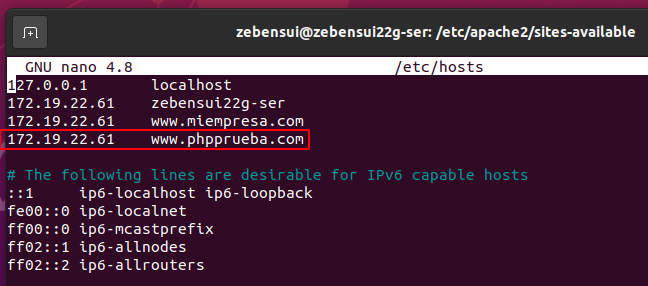 zebensui@zebensui22g-ser: /etc/apache2/sites-available
GNU nano 4.8 /etc/hosts
127.0.0.1 localhost
172.19.22.61 zebensui22g-ser
172.19.22.61 www.miempresa.com
172.19.22.61 www.phpprueba.com
# The following lines are desirable for IPv6 capable hosts
::1 ip6-localhost ip6-loopback
fe00::0 ip6-localnet
ff00::0 ip6-mcastprefix
ff02::1 ip6-allnodes
ff02::2 ip6-allrouters